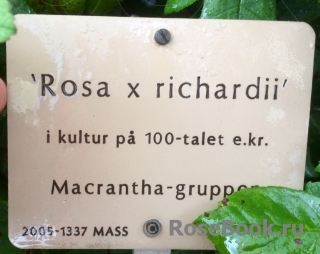 'Rosa x richardii'
i kultur på 100-talet e.kr.
Macrantha-gruppen
2005-1337 MASS
© RoseBook.ru